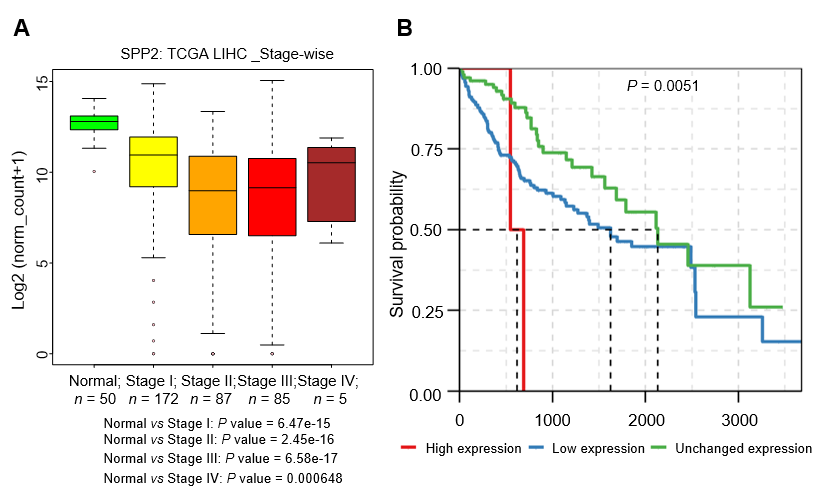 A
SPP2: TCGA LIHC _Stage-wise
Log2 (norm_count+1)
15
10
5
0
Normal; Stage I; Stage II; Stage III; Stage IV;
n = 50 n = 172 n = 87 n = 85 n = 5
Normal vs Stage I: P value = 6.47e-15
Normal vs Stage II: P value = 2.45e-16
Normal vs Stage III: P value = 6.58e-17
Normal vs Stage IV: P value = 0.000648
B
P = 0.0051
Survival probability
1.00
0.75
0.50
0.25
0.00
0 1000 2000 3000
High expression Low expression Unchanged expression